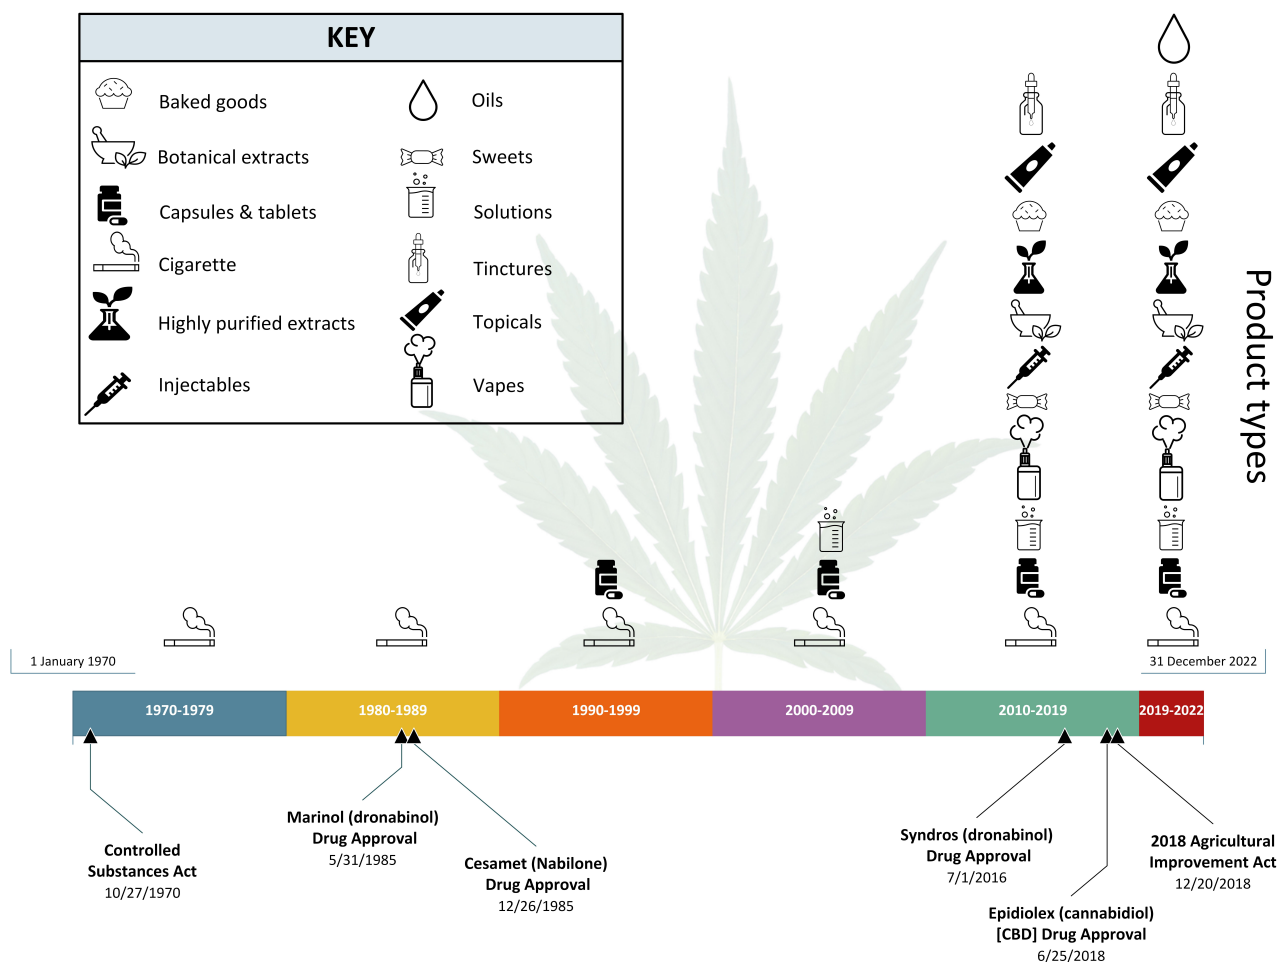 KEY
Baked goods
Oils
Botanical extracts
Sweets
Capsules & tablets
Solutions
Cigarette
Tinctures
Highly purified extracts
Topicals
Injectables
Vapes
Product types
1 January 1970
31 December 2022
1970-1979
1980-1989
1990-1999
2000-2009
2010-2019
2019-2022
Controlled
Substances Act
10/27/1970
Marinol (dronabinol)
Drug Approval
5/31/1985
Cesamet (Nabilone)
Drug Approval
12/26/1985
Syndros (dronabinol)
Drug Approval
7/1/2016
Epidiolex (cannabidiol)
[CBD] Drug Approval
6/25/2018
2018 Agricultural
Improvement Act
12/20/2018